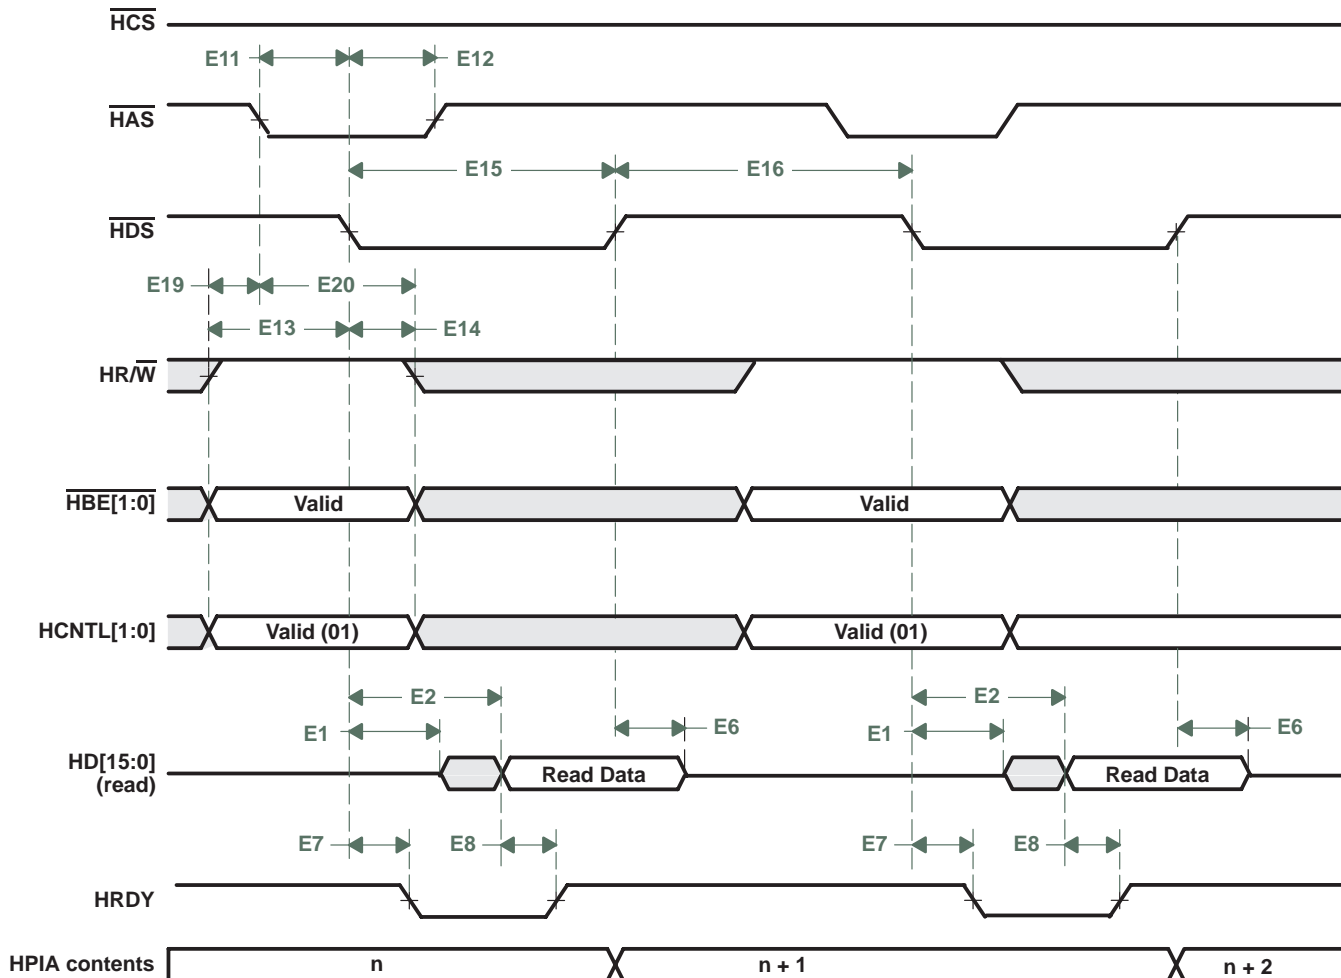 HCS
E11
E12
HAS
E15
E16
HDS
E19
E20
E13
E14
HR/W
HBE[1:0]
Valid
Valid
HCNTL[1:0]
Valid (01)
Valid (01)
E2
E2
E1
E6
E1
E6
HD[15:0]
(read)
Read Data
Read Data
E7
E8
E7
E8
HRDY
HPIA contents
n
n + 1
n + 2